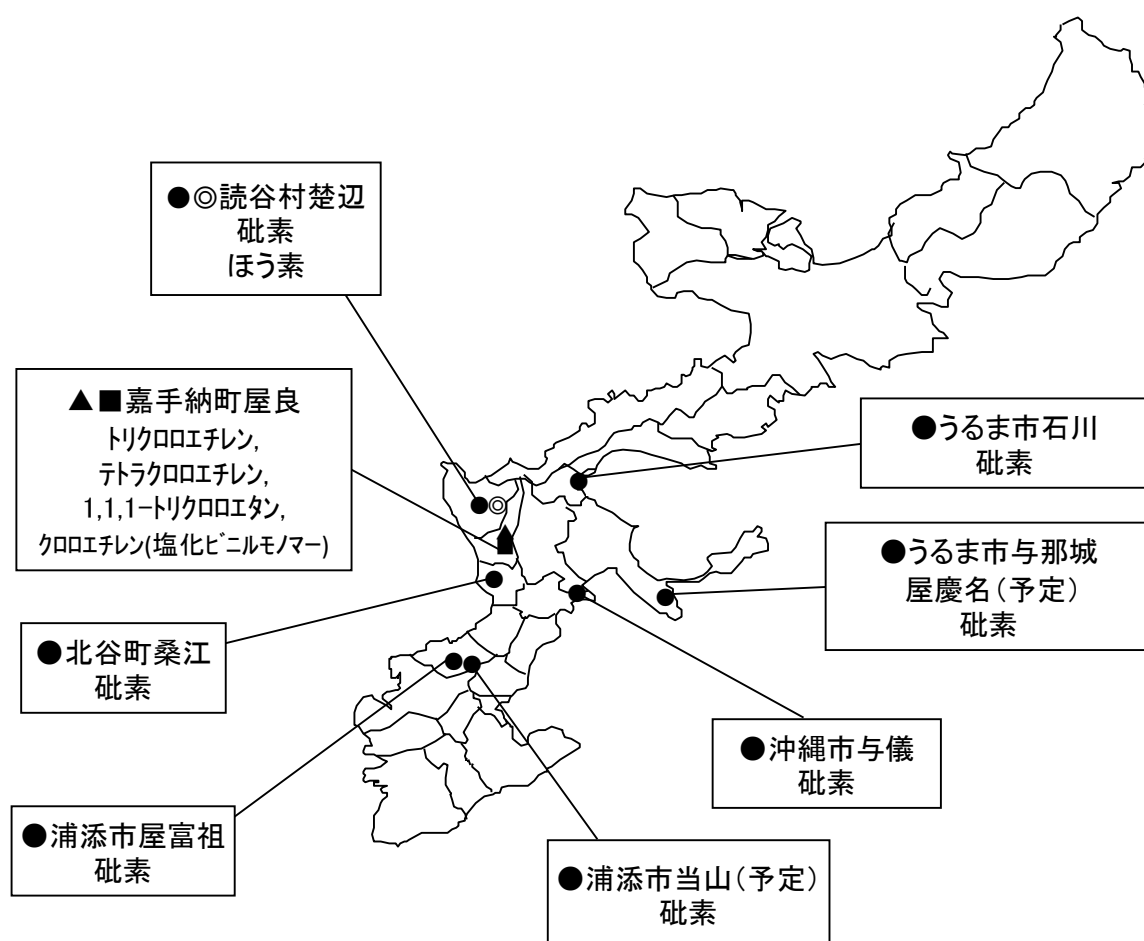 ●◎読谷村楚辺
砒素
ほう素
▲■嘉手納町屋良
トリクロロエチレン,
テトラクロロエチレン,
1,1,1−トリクロロエタン,
クロロエチレン(塩化ビニルモノマー)
●北谷町桑江
砒素
●浦添市屋富祖
砒素
●うるま市石川
砒素
●うるま市与那城
屋慶名(予定)
砒素
●沖縄市与儀
砒素
●浦添市当山(予定)
砒素